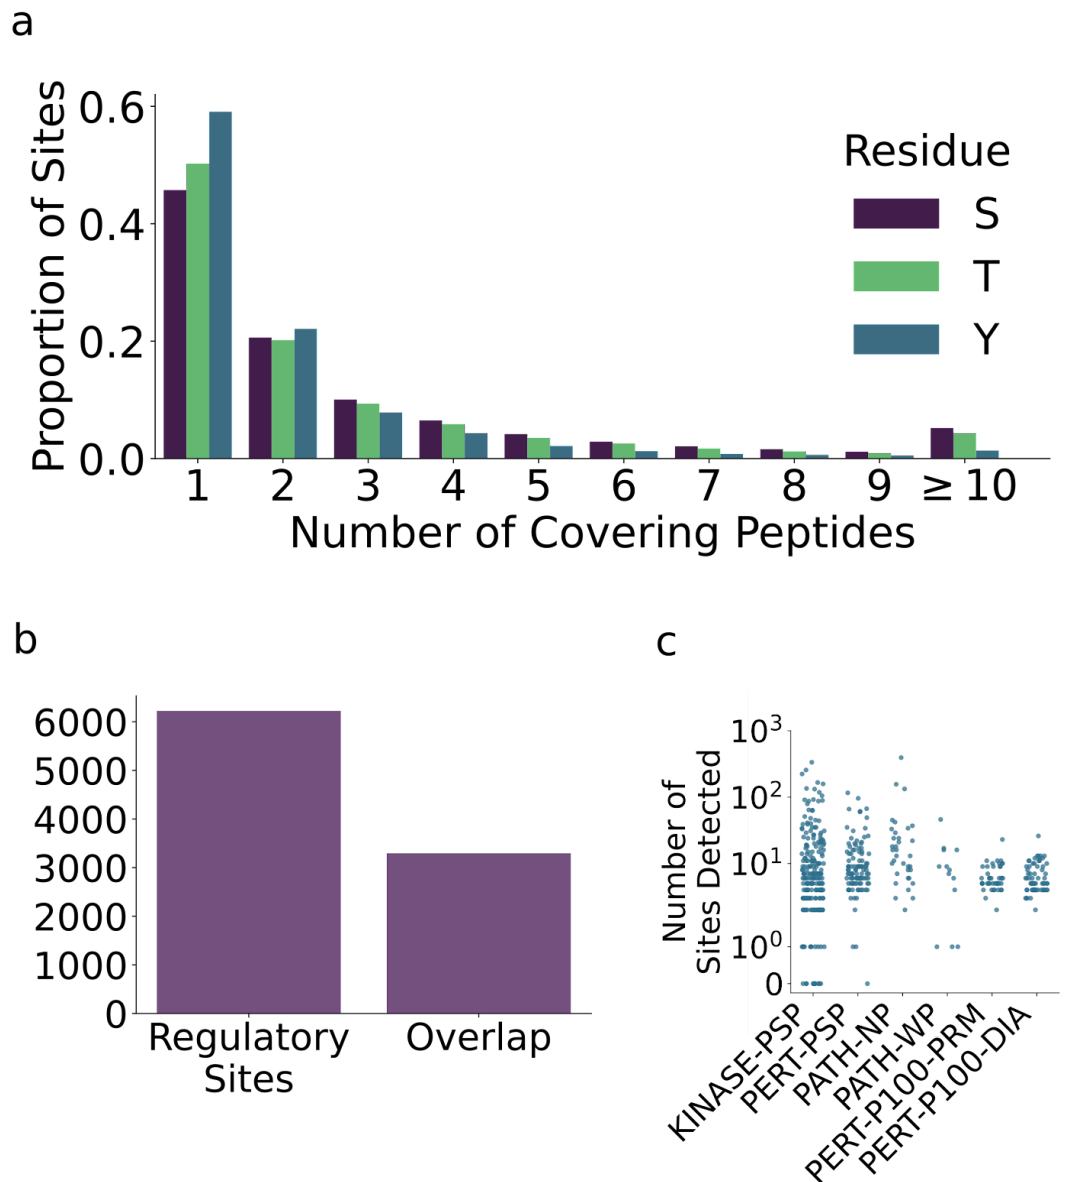 a
Proportion of Sites
0.6
0.4
0.2
0.0
1 2 3 4 5 6 7 8 9 ≥ 10
Number of Covering Peptides
Residue
S
T
Y
b
6000
5000
4000
3000
2000
1000
0
Regulatory
Sites
Overlap
c
Number of
Sites Detected
10³
10²
10¹
10⁰
0
KINASE-PSP
PERT-PSP
PATH-NP
PATH-WP
PERT-P100-PRM
PERT-P100-DIA